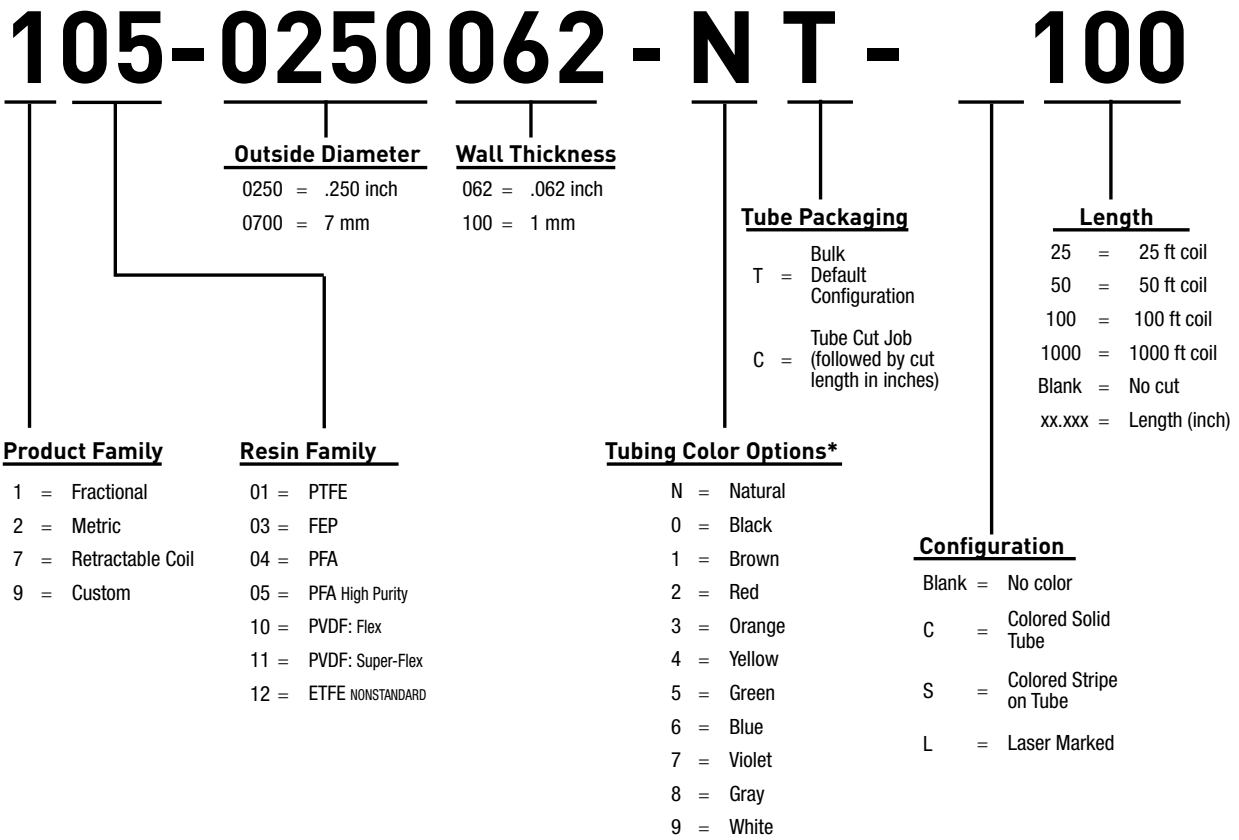 105-0250062-NT- 100
Outside Diameter
0250 = .250 inch
0700 = 7 mm
Wall Thickness
062 = .062 inch
100 = 1 mm
Tube Packaging
T = Bulk
Default
Configuration
C = Tube Cut Job
(followed by cut
length in inches)
Length
25 = 25 ft coil
50 = 50 ft coil
100 = 100 ft coil
1000 = 1000 ft coil
Blank = No cut
xx.xxx = Length (inch)
Product Family
1 = Fractional
2 = Metric
7 = Retractable Coil
9 = Custom
Resin Family
01 = PTFE
03 = FEP
04 = PFA
05 = PFA High Purity
10 = PVDF: Flex
11 = PVDF: Super-Flex
12 = ETFE NONSTANDARD
Tubing Color Options*
N = Natural
0 = Black
1 = Brown
2 = Red
3 = Orange
4 = Yellow
5 = Green
6 = Blue
7 = Violet
8 = Gray
9 = White
Configuration
Blank = No color
C = Colored Solid
Tube
S = Colored Stripe
on Tube
L = Laser Marked